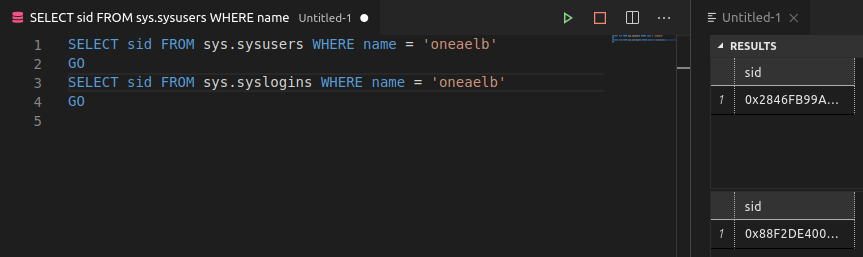 SELECT sid FROM sys.sysusers WHERE name Untitled-1
1 SELECT sid FROM sys.sysusers WHERE name = 'oneaelb'
2 GO
3 SELECT sid FROM sys.syslogins WHERE name = 'oneaelb'
4 GO
5
Untitled-1
RESULTS
sid
1 0x2846FB99A...
sid
1 0x88F2DE400...